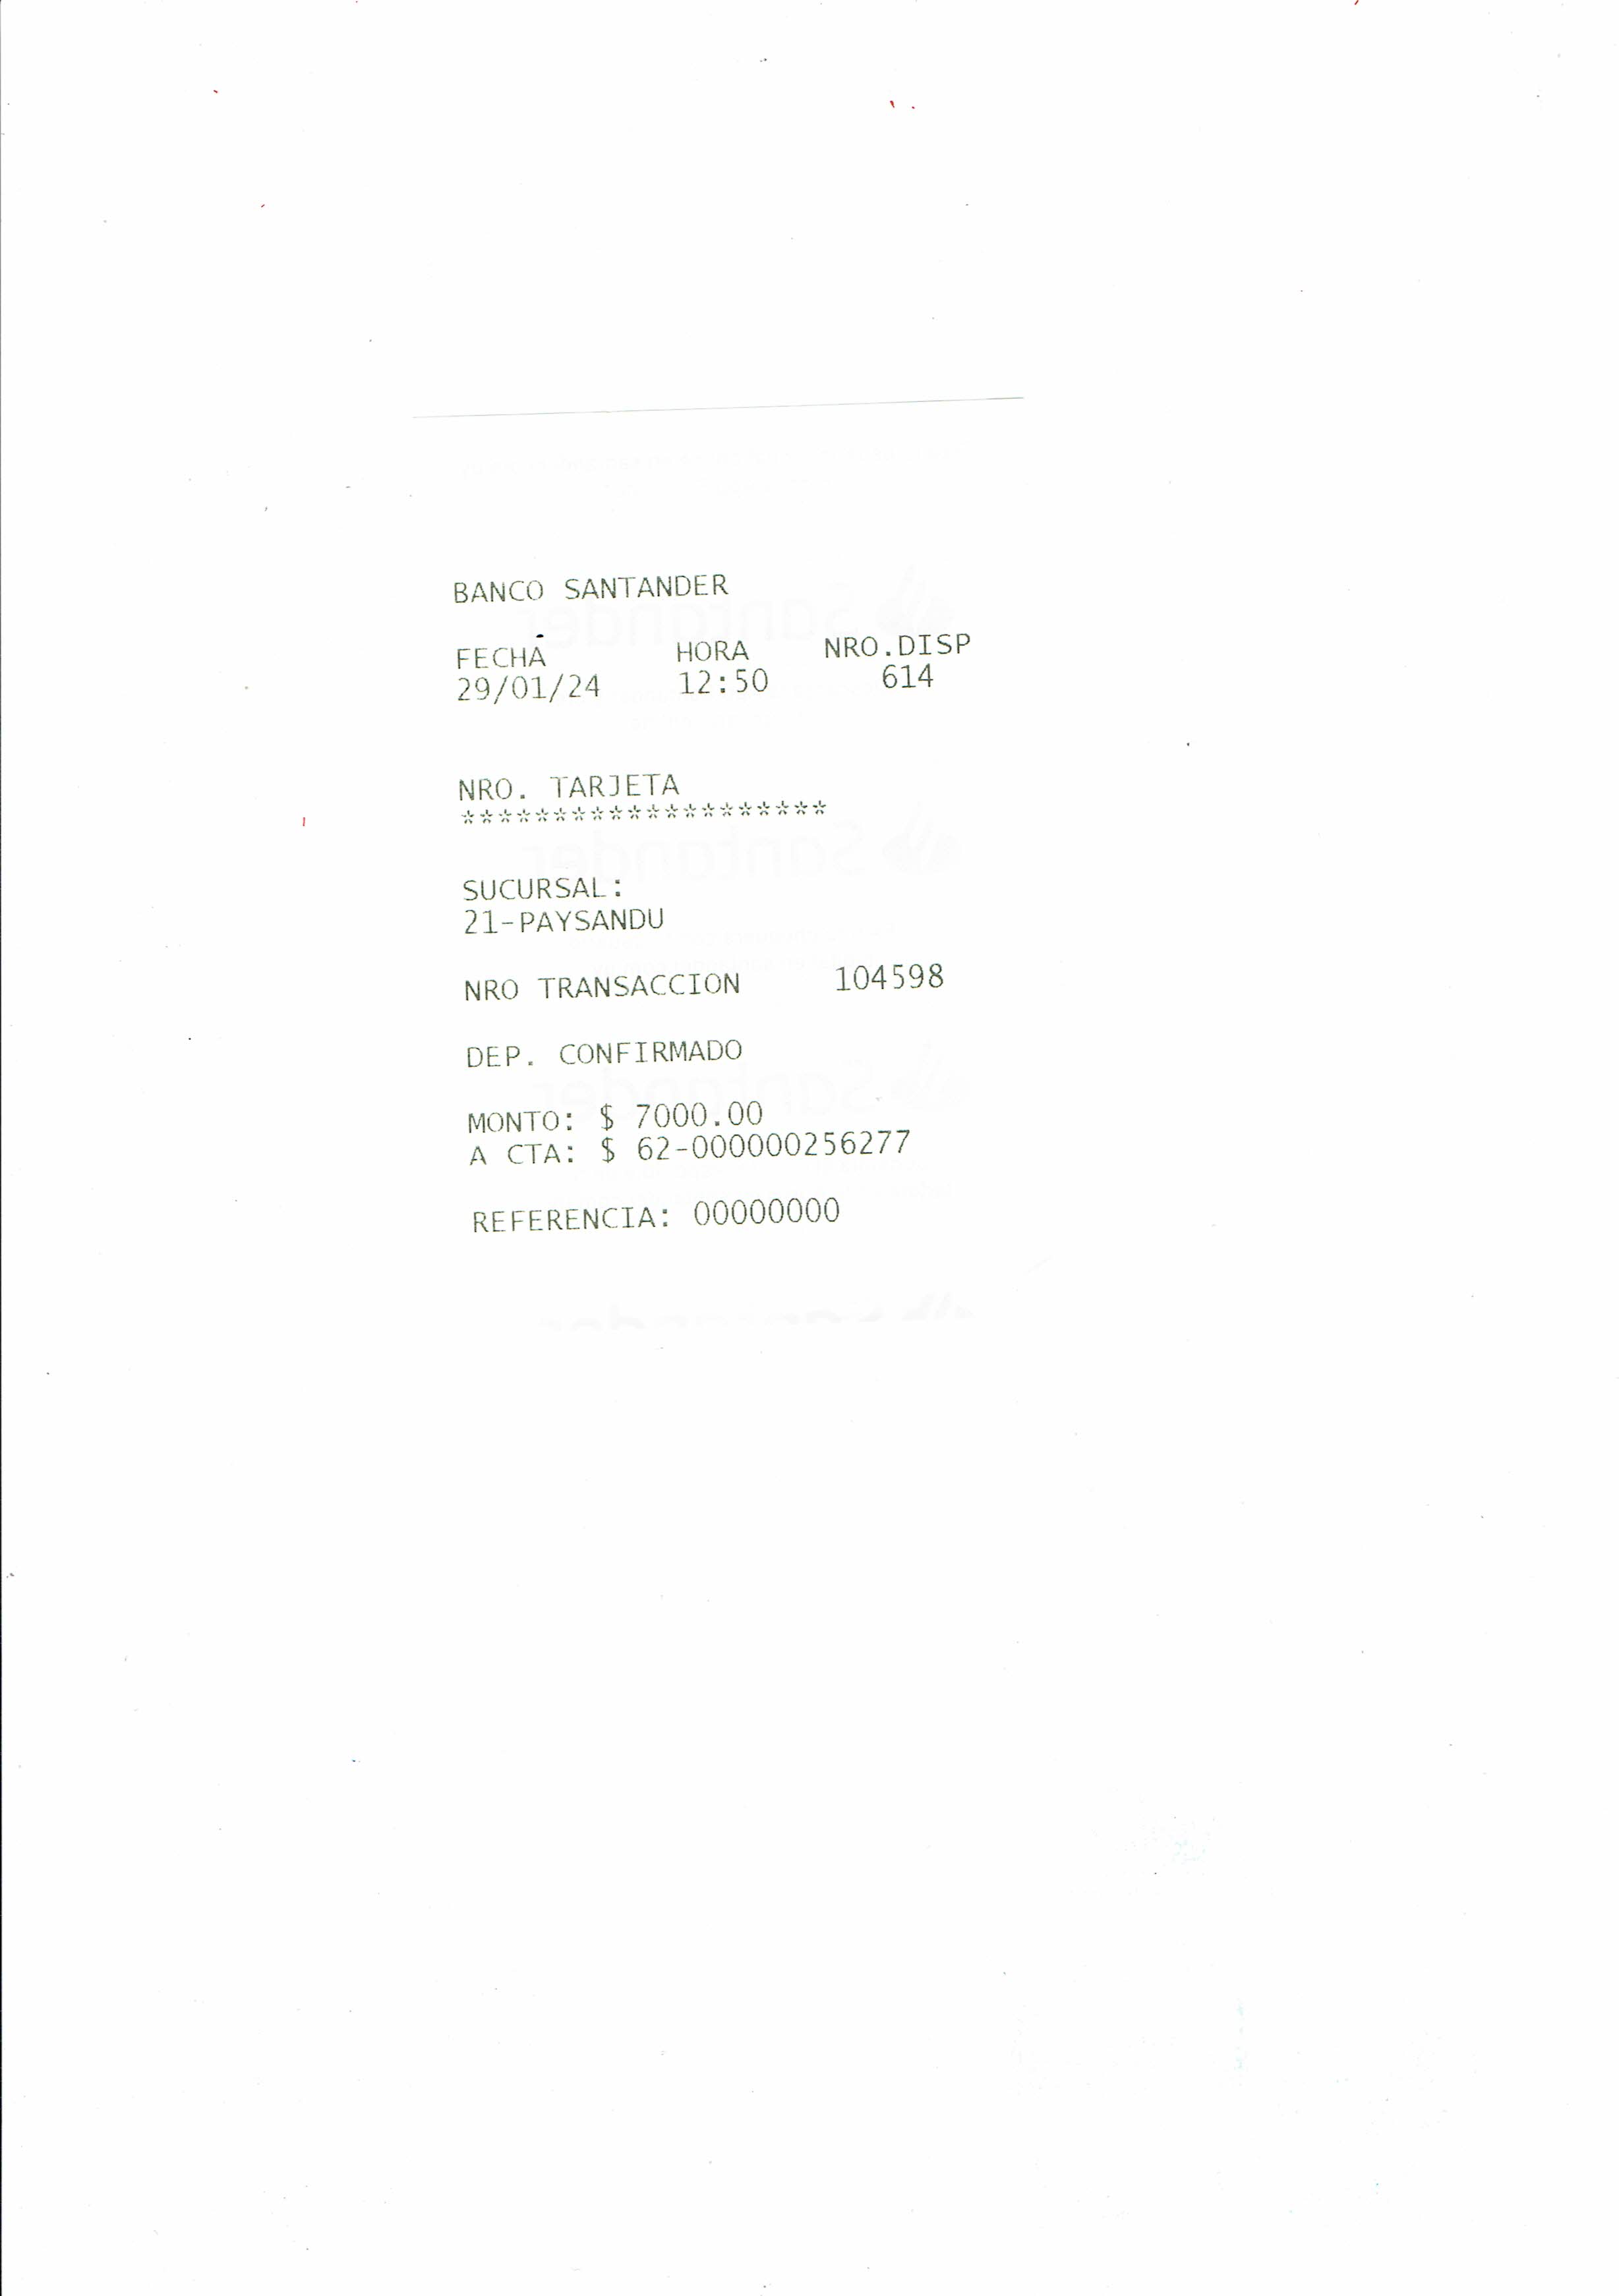 BANCO SANTANDER
FECHA HORA NRO.DISP
29/01/24 12:50 614
NRO. TARJETA
********************
SUCURSAL:
21-PAYSANDU
NRO TRANSACCION 104598
DEP. CONFIRMADO
MONTO: $ 7000.00
A CTA: $ 62-000000256277
REFERENCIA: 00000000